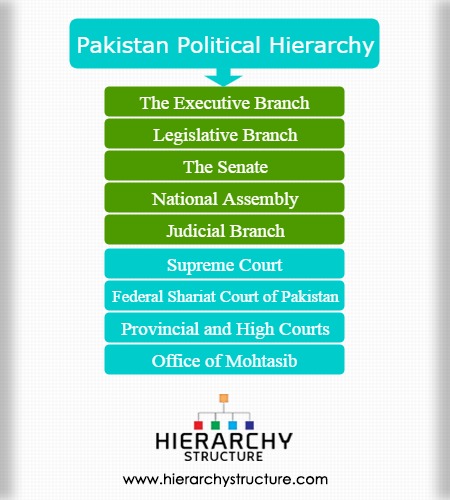 Pakistan Political Hierarchy
The Executive Branch
Legislative Branch
The Senate
National Assembly
Judicial Branch
Supreme Court
Federal Shariat Court of Pakistan
Provincial and High Courts
Office of Mohtasib
HIERARCHY
STRUCTURE
www.hierarchystructure.com